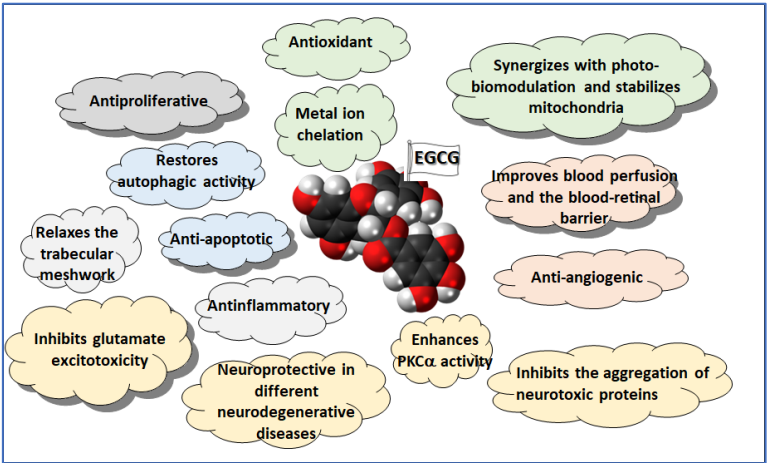 Antioxidant
Synergizes with photo-
biomodulation and stabilizes
mitochondria
Antiproliferative
Metal ion
chelation
EGCG
Restores
autophagic activity
Improves blood perfusion
and the blood-retinal
barrier
Relaxes the
trabecular
meshwork
Anti-apoptotic
Anti-angiogenic
Antinflammatory
Inhibits glutamate
excitotoxicity
Enhances
PKCα activity
Neuroprotective in
different
neurodegenerative
diseases
Inhibits the aggregation of
neurotoxic proteins